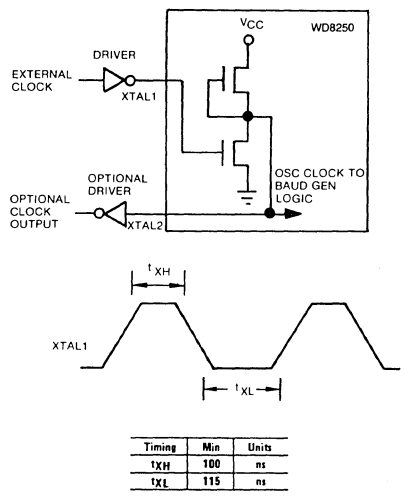 VCC
WD8250
DRIVER
EXTERNAL
CLOCK
XTAL1
OPTIONAL
DRIVER
OPTIONAL
CLOCK
OUTPUT
XTAL2
OSC CLOCK TO
BAUD GEN
LOGIC
tXH
XTAL1
tXL
Timing Min Units
tXH 100 ns
tXL 115 ns